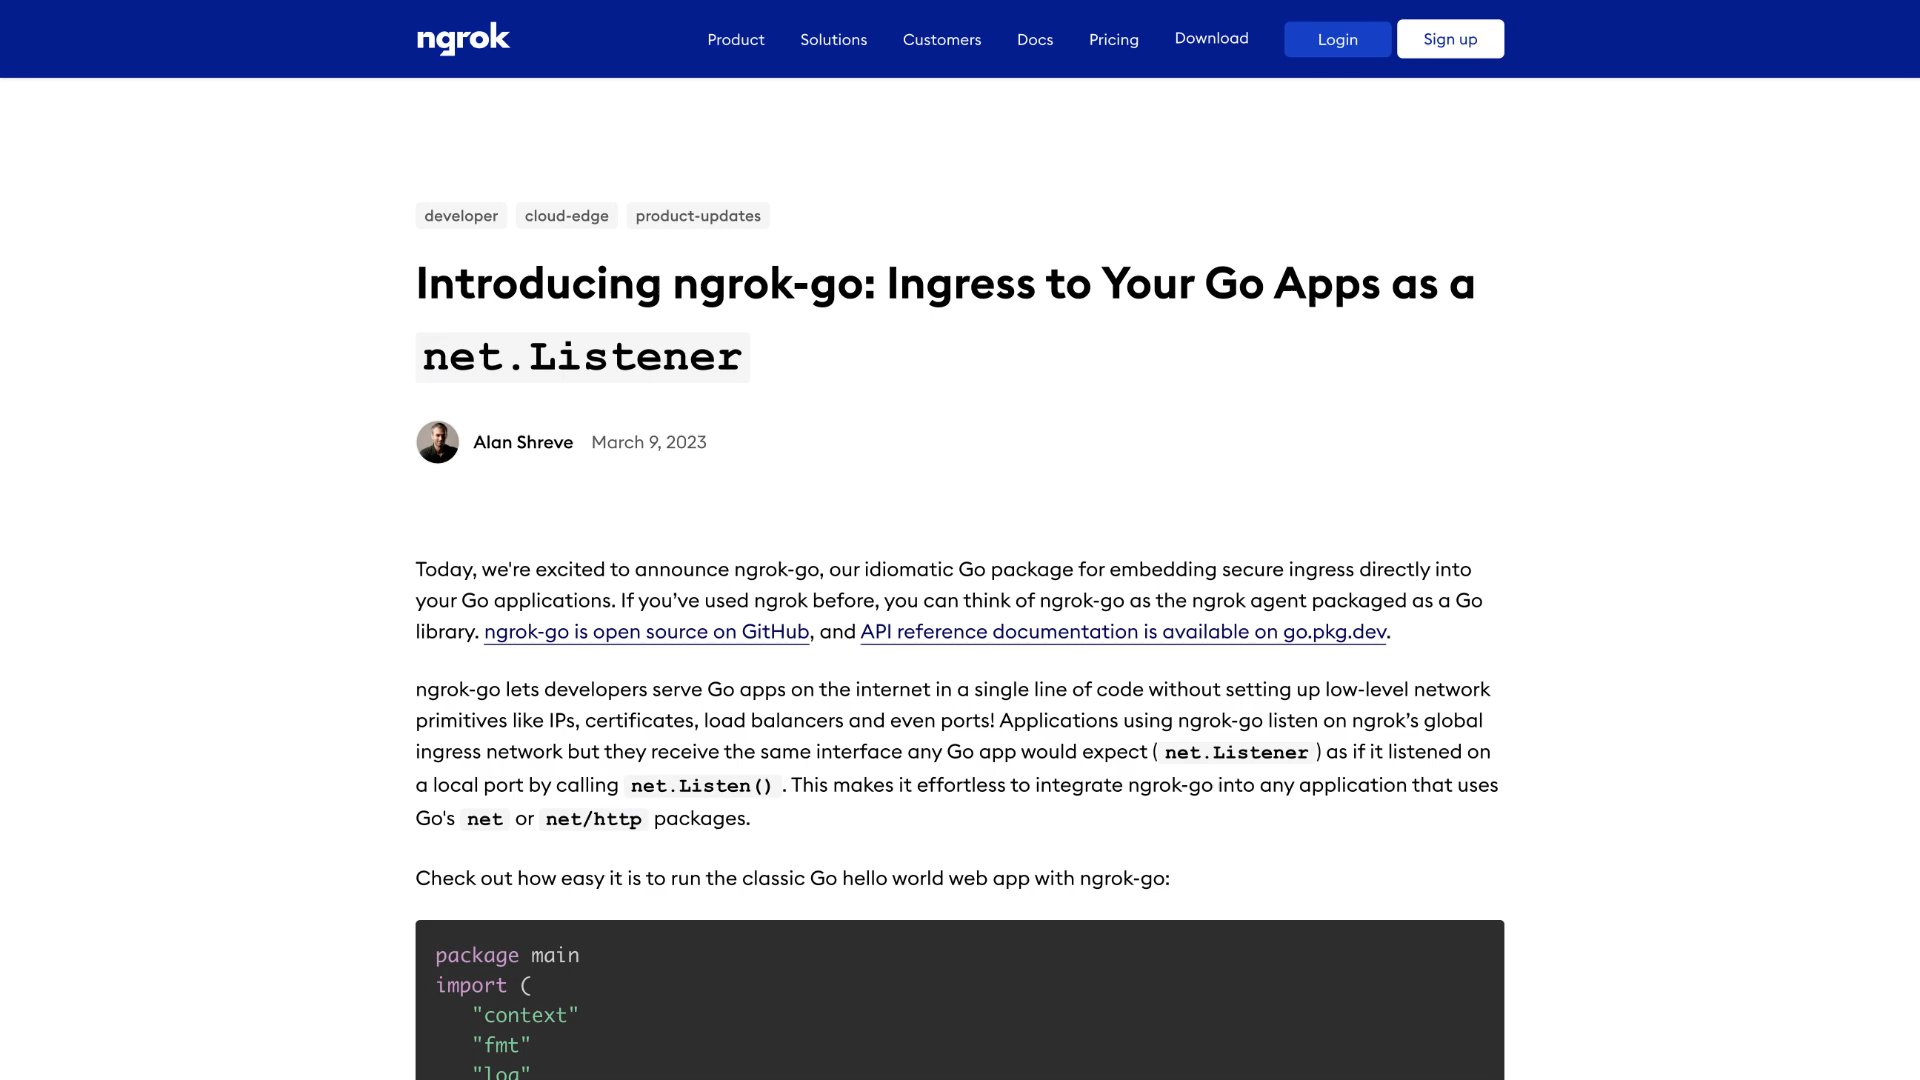 ngrok
Product Solutions Customers Docs Pricing Download Login Sign up
developer cloud-edge product-updates
Introducing ngrok-go: Ingress to Your Go Apps as a
net.Listener
Alan Shreve March 9, 2023
Today, we're excited to announce ngrok-go, our idiomatic Go package for embedding secure ingress directly into
your Go applications. If you’ve used ngrok before, you can think of ngrok-go as the ngrok agent packaged as a Go
library. ngrok-go is open source on GitHub, and API reference documentation is available on go.pkg.dev.
ngrok-go lets developers serve Go apps on the internet in a single line of code without setting up low-level network
primitives like IPs, certificates, load balancers and even ports! Applications using ngrok-go listen on ngrok’s global
ingress network but they receive the same interface any Go app would expect ( net.Listener ) as if it listened on
a local port by calling net.Listen() . This makes it effortless to integrate ngrok-go into any application that uses
Go's net or net/http packages.
Check out how easy it is to run the classic Go hello world web app with ngrok-go:
package main
import (
"context"
"fmt"
"log"